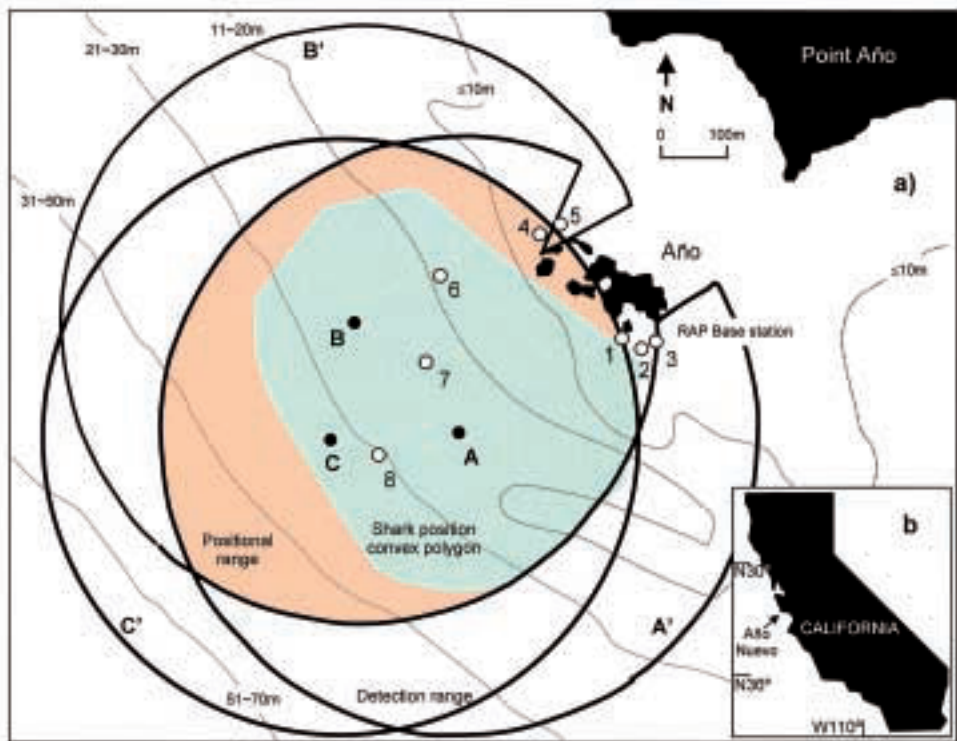 11–20m
B'
21–30m
≤10m
N
0 100m
Point Año
a)
31–50m
4
5
Año
≤10m
6
B
RAP Base station
1
2
3
7
A
C
8
Shark position
convex polygon
Positional
range
C'
A'
51–70m
Detection range
b
N30°
Año
Nuevo
CALIFORNIA
N36°
W110°